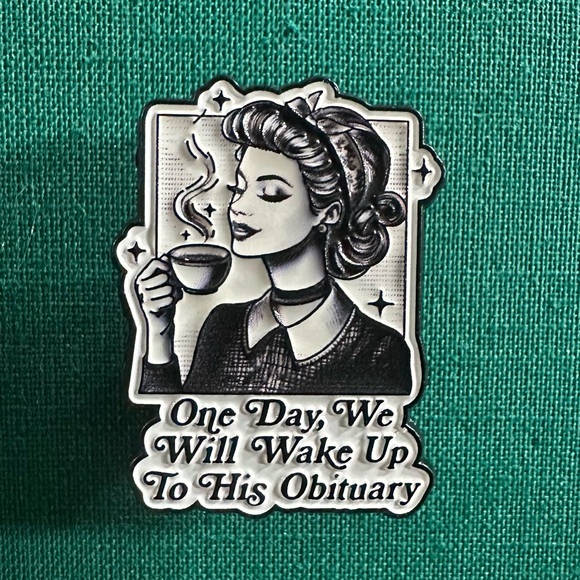 One Day, We
Will Wake Up
To His Obituary